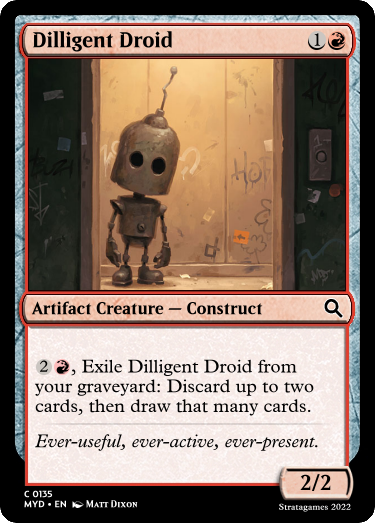 Dilligent Droid 1
Artifact Creature — Construct
2, Exile Dilligent Droid from
your graveyard: Discard up to two
cards, then draw that many cards.
Ever-useful, ever-active, ever-present.
2/2
C 0135
MYD • EN Matt Dixon
Stratagames 2022